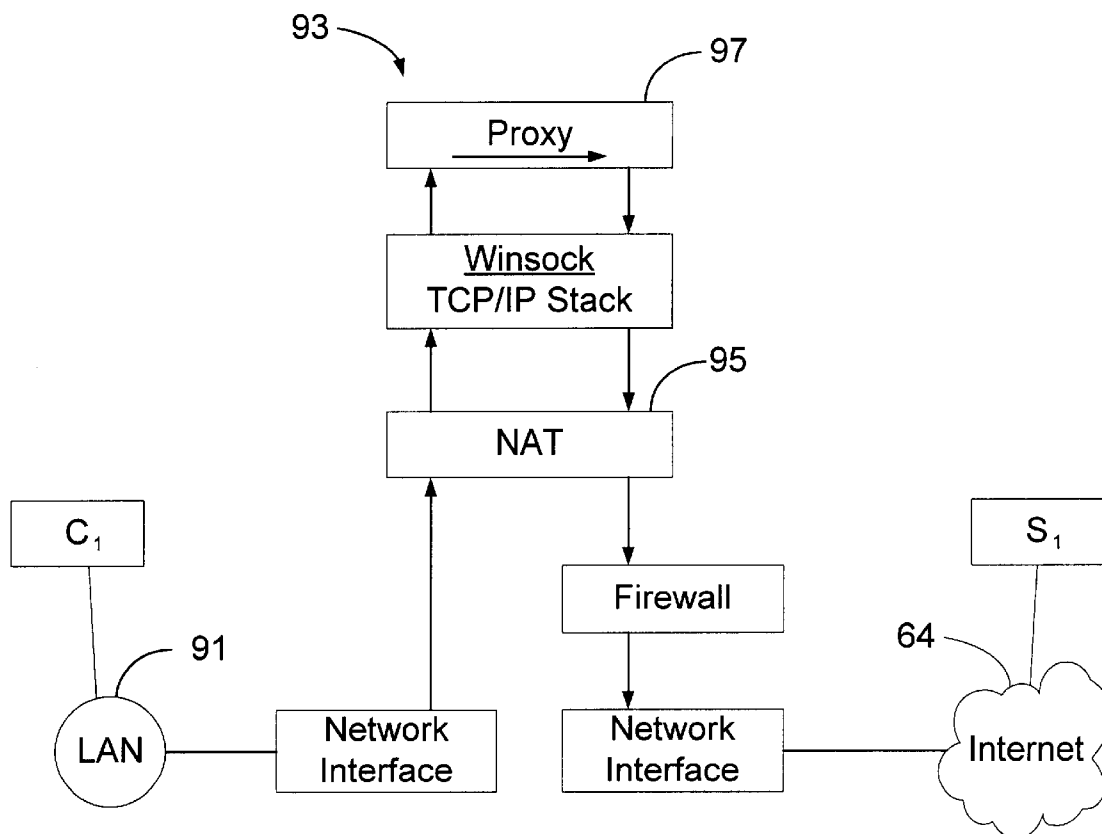 93
97
Proxy
Winsock
TCP/IP Stack
95
NAT
C₁
S₁
Firewall
91
64
LAN
Network
Interface
Network
Interface
Internet